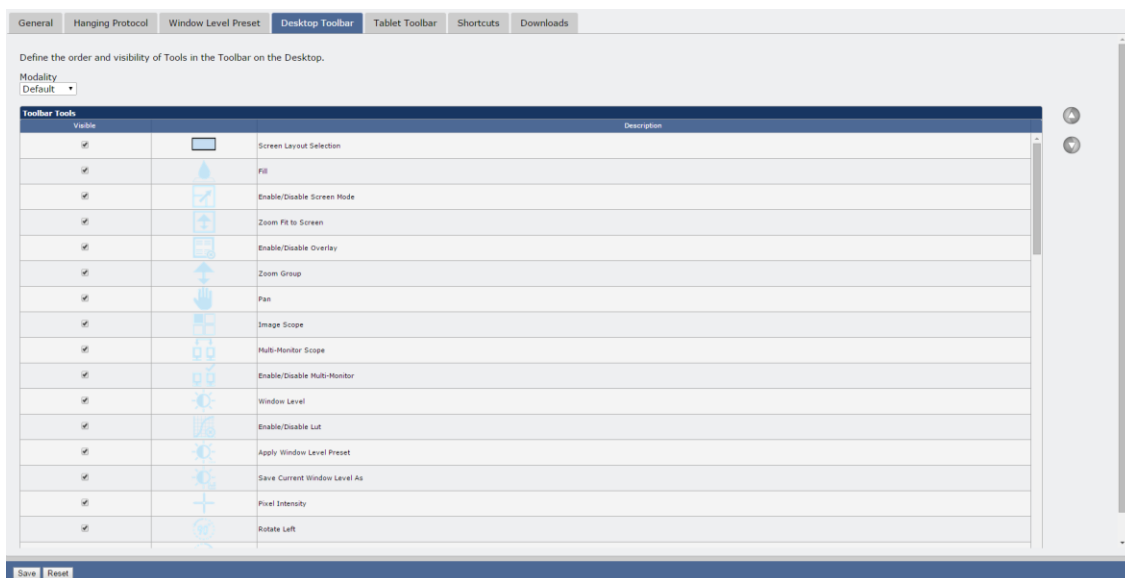 General Hanging Protocol Window Level Preset Desktop Toolbar Tablet Toolbar Shortcuts Downloads
Define the order and visibility of Tools in the Toolbar on the Desktop.
Modality
Default
Toolbar Tools
Visible Description
Screen Layout Selection
Fill
Enable/Disable Screen Mode
Zoom Fit to Screen
Enable/Disable Overlay
Zoom Group
Pan
Image Scope
Multi-Monitor Scope
Enable/Disable Multi-Monitor
Window Level
Enable/Disable Lut
Apply Window Level Preset
Save Current Window Level As
Pixel Intensity
Rotate Left
Save Reset